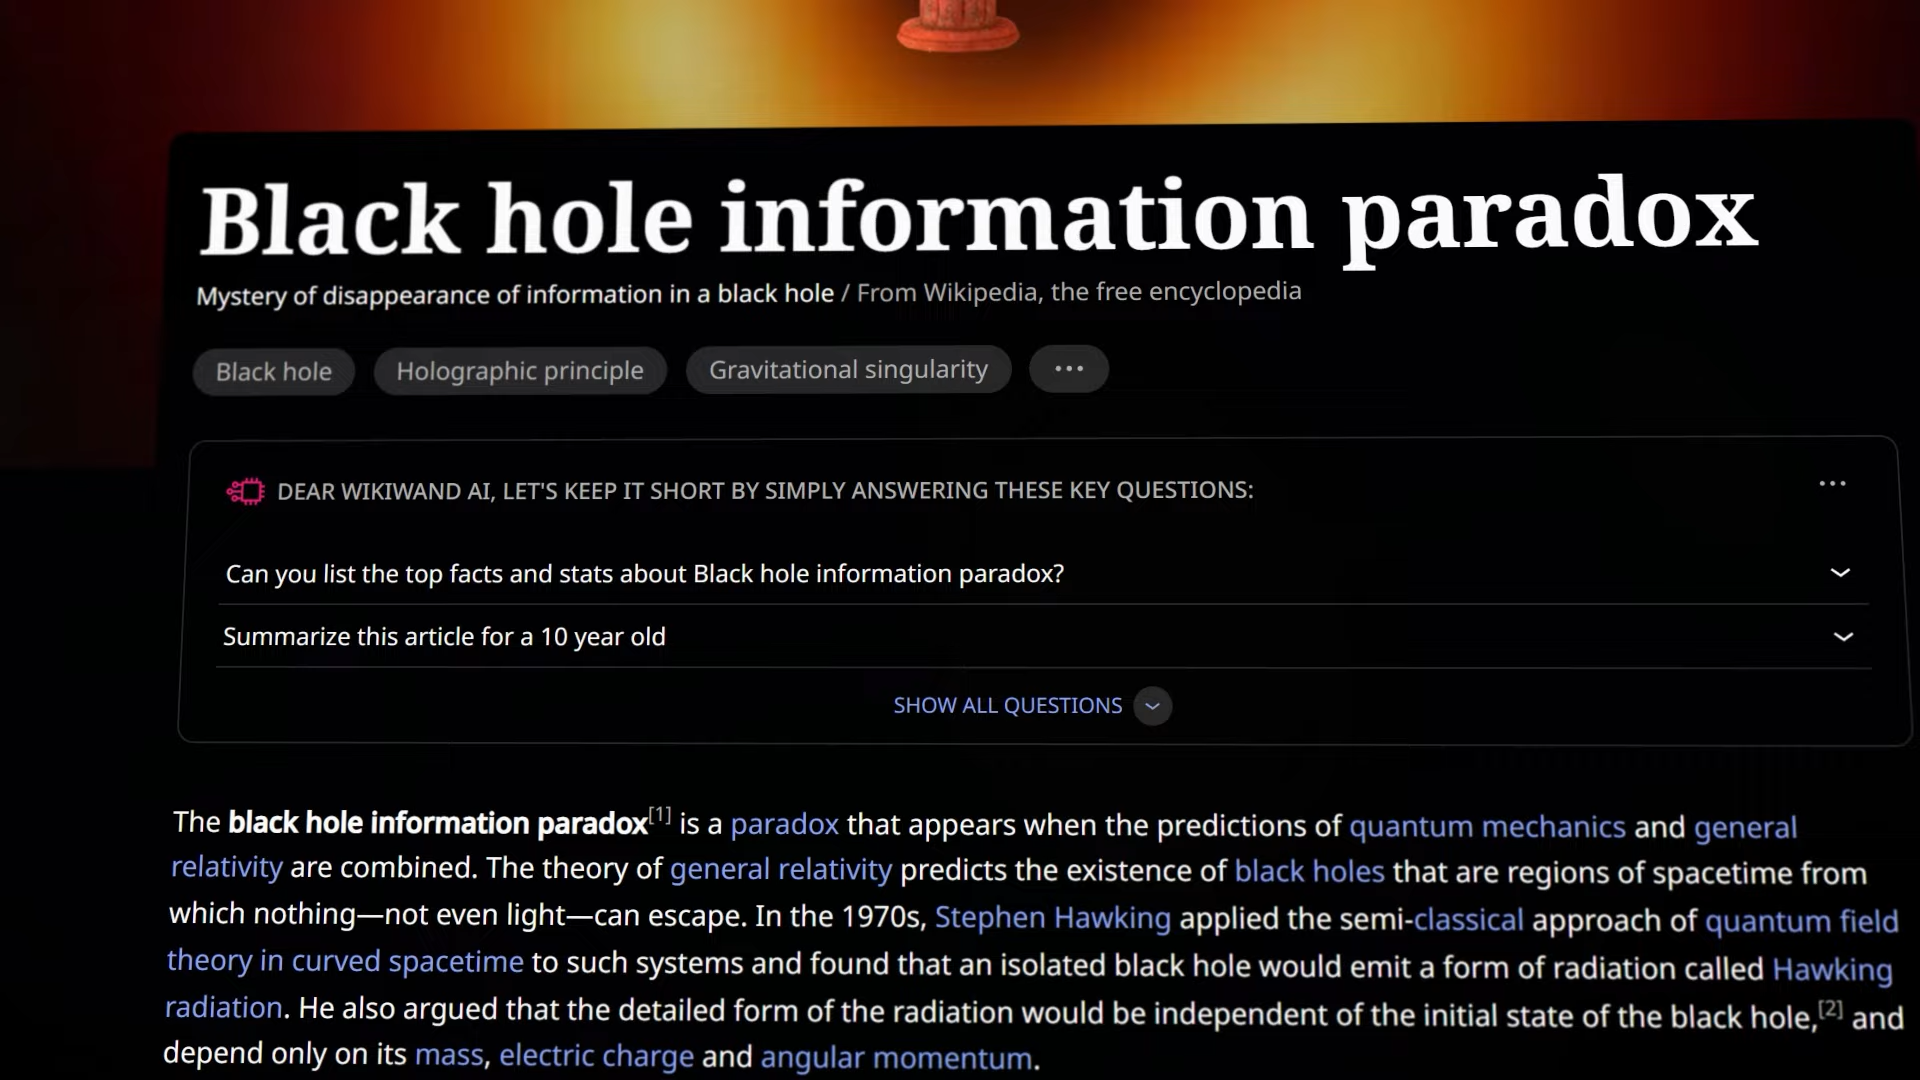 Black hole information paradox
Mystery of disappearance of information in a black hole / From Wikipedia, the free encyclopedia
Black hole Holographic principle Gravitational singularity ...
DEAR WIKIWAND AI, LET'S KEEP IT SHORT BY SIMPLY ANSWERING THESE KEY QUESTIONS:
Can you list the top facts and stats about Black hole information paradox?
Summarize this article for a 10 year old
SHOW ALL QUESTIONS
The black hole information paradox[1] is a paradox that appears when the predictions of quantum mechanics and general
relativity are combined. The theory of general relativity predicts the existence of black holes that are regions of spacetime from
which nothing—not even light—can escape. In the 1970s, Stephen Hawking applied the semi-classical approach of quantum field
theory in curved spacetime to such systems and found that an isolated black hole would emit a form of radiation called Hawking
radiation. He also argued that the detailed form of the radiation would be independent of the initial state of the black hole,[2] and
depend only on its mass, electric charge and angular momentum.